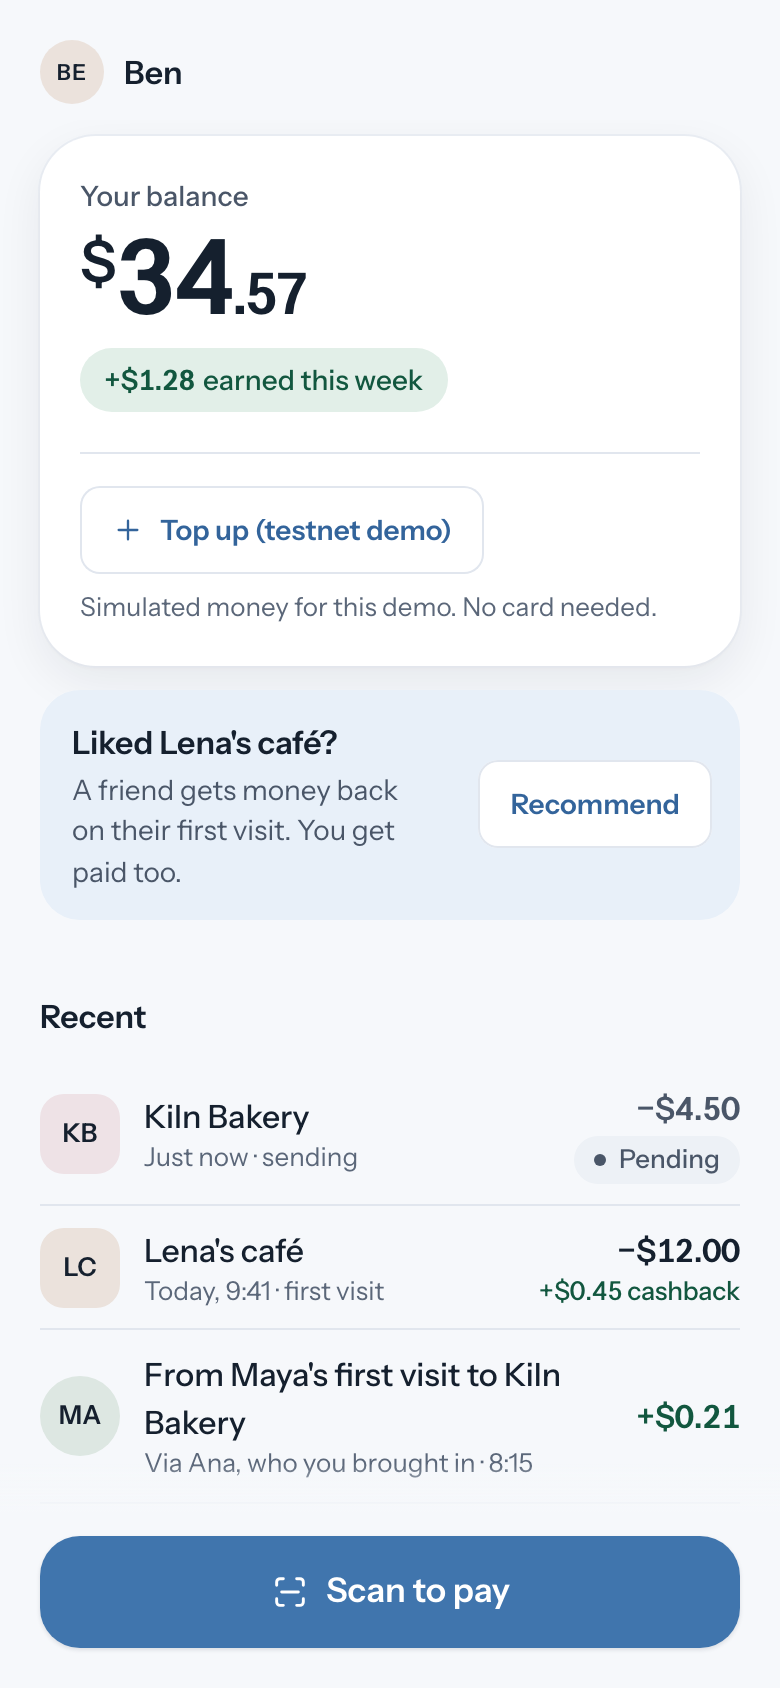 BE
Ben
Your balance
$34.57
+$1.28 earned this week
Top up (testnet demo)
Simulated money for this demo. No card needed.
Liked Lena's café?
A friend gets money back
on their first visit. You get
paid too.
Recommend
Recent
KB
Kiln Bakery
Just now · sending
−$4.50
Pending
LC
Lena's café
Today, 9:41 · first visit
−$12.00
+$0.45 cashback
MA
From Maya's first visit to Kiln
Bakery
Via Ana, who you brought in · 8:15
+$0.21
Scan to pay